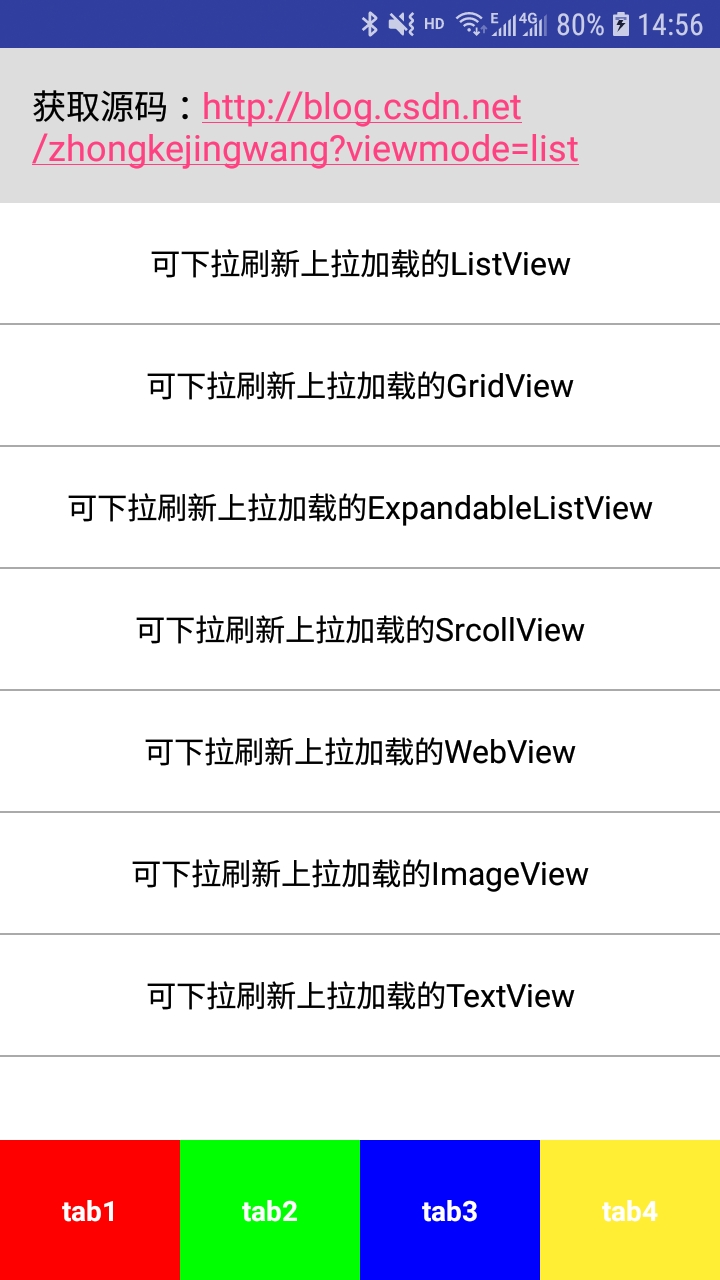 HD E 4G 80% 14:56
获取源码：http://blog.csdn.net
/zhongkejingwang?viewmode=list
可下拉刷新上拉加载的ListView
可下拉刷新上拉加载的GridView
可下拉刷新上拉加载的ExpandableListView
可下拉刷新上拉加载的SrcollView
可下拉刷新上拉加载的WebView
可下拉刷新上拉加载的ImageView
可下拉刷新上拉加载的TextView
tab1 tab2 tab3 tab4